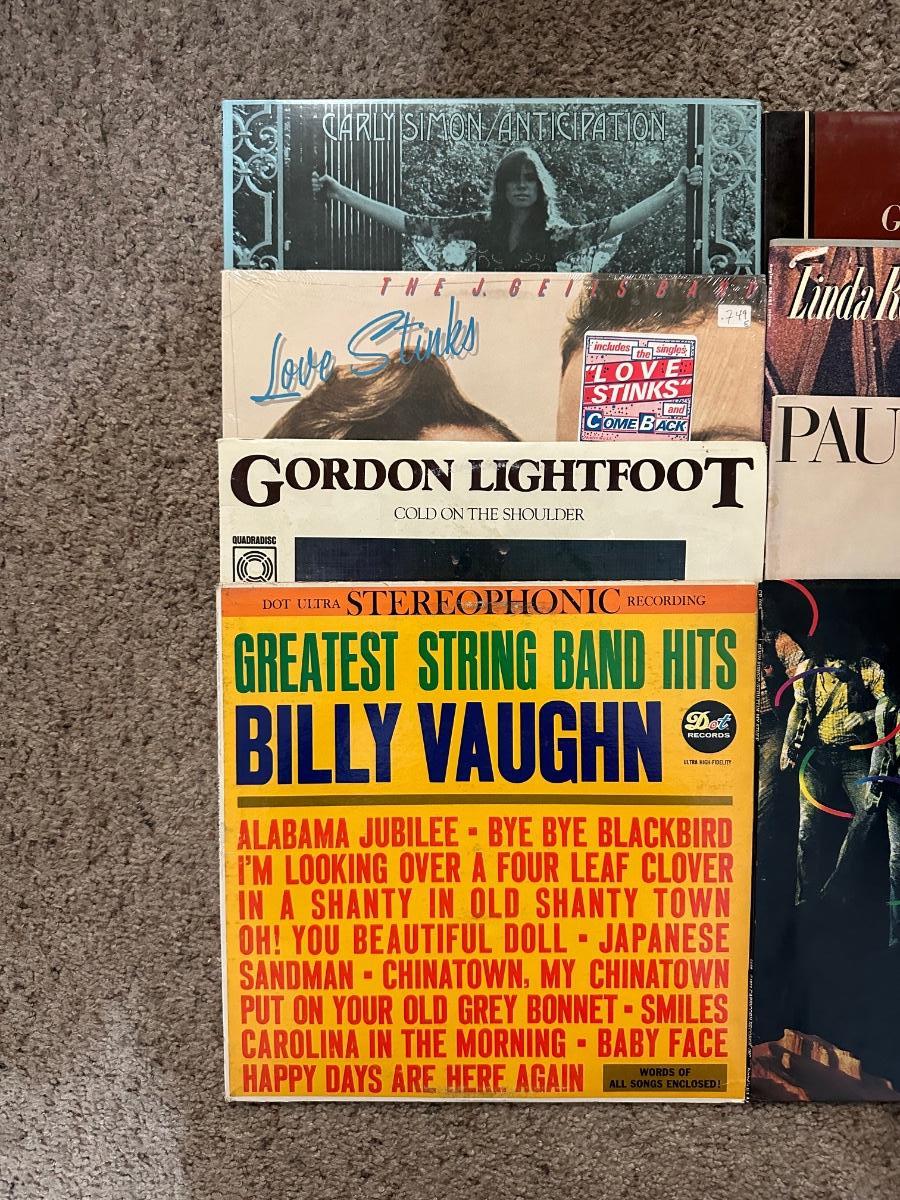 CARLY SIMON/ANTICIPATION
THE J. GEILS BAND
.749
Love Stinks
includes the singles
"LOVE
STINKS"
and
COME BACK
GORDON LIGHTFOOT
COLD ON THE SHOULDER
QUADRADISC
DOT ULTRA STEREOPHONIC RECORDING
GREATEST STRING BAND HITS
BILLY VAUGHN
Dot
RECORDS
ULTRA HIGH-FIDELITY
ALABAMA JUBILEE - BYE BYE BLACKBIRD
I'M LOOKING OVER A FOUR LEAF CLOVER
IN A SHANTY IN OLD SHANTY TOWN
OH! YOU BEAUTIFUL DOLL - JAPANESE
SANDMAN - CHINATOWN, MY CHINATOWN
PUT ON YOUR OLD GREY BONNET - SMILES
CAROLINA IN THE MORNING - BABY FACE
HAPPY DAYS ARE HERE AGAIN
WORDS OF
ALL SONGS ENCLOSED!
G
Linda R
PAU